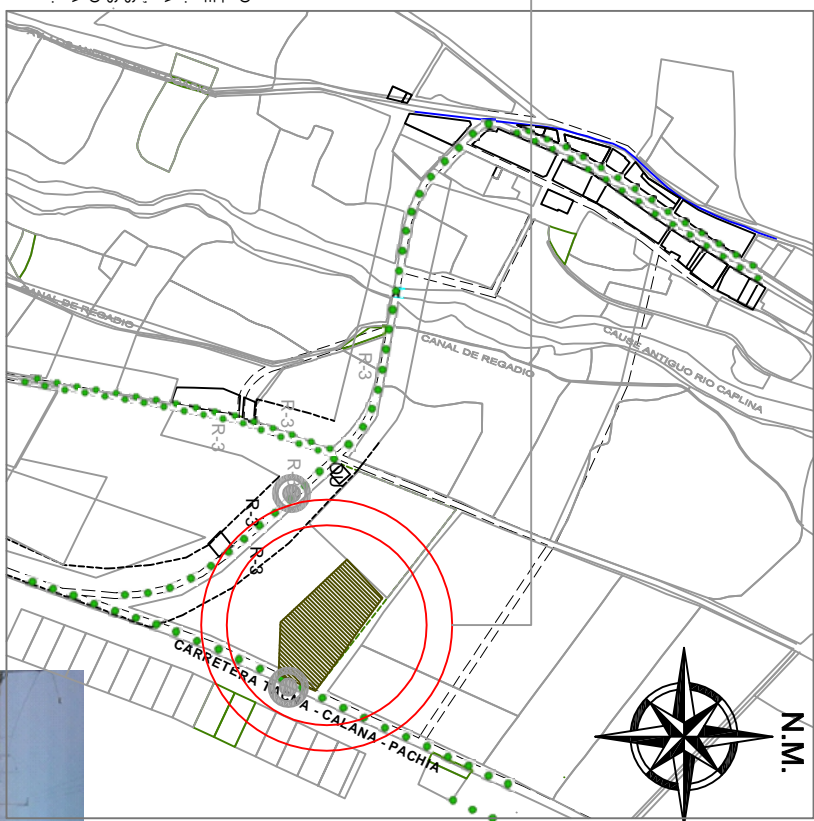 CANAL DE REGADIO
CANAL DE REGADIO
CAUSE ANTIGUO RIO CAPLINA
R-3
R-3
R-3
R-3
R-3
CARRETERA TACNA - CALANA - PACHIA
N.M.